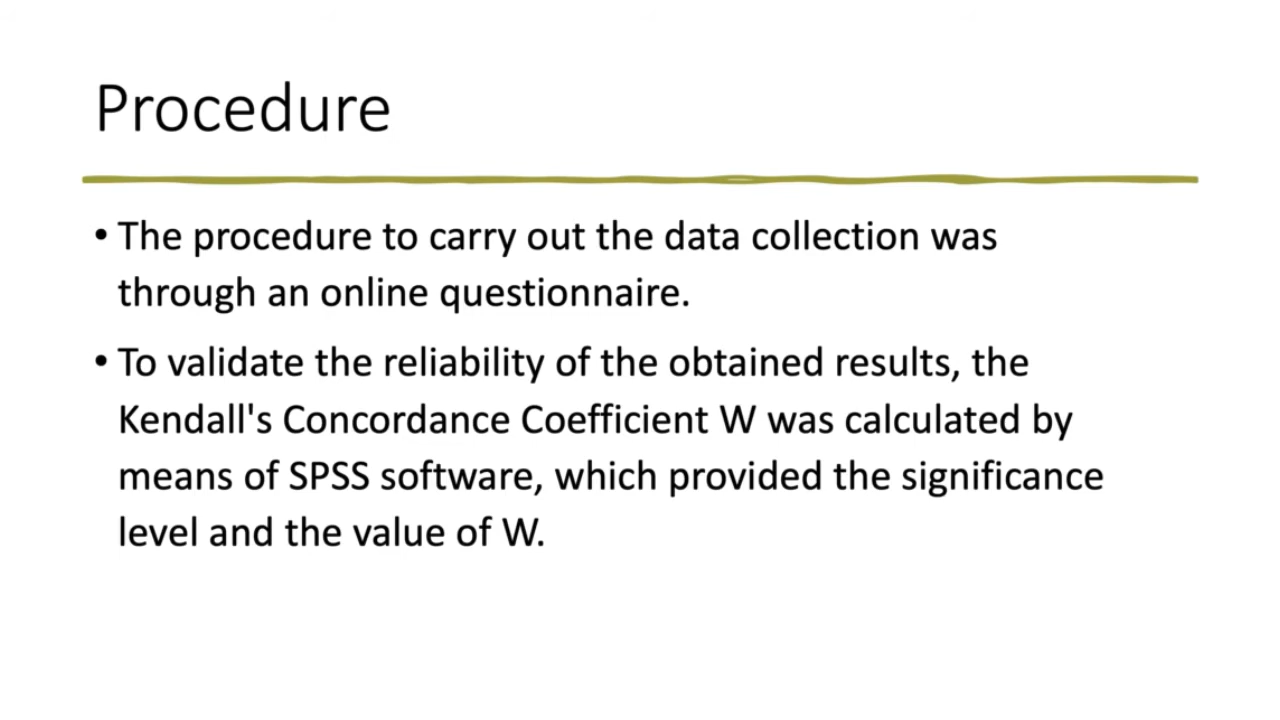 Procedure
• The procedure to carry out the data collection was
through an online questionnaire.
• To validate the reliability of the obtained results, the
Kendall's Concordance Coefficient W was calculated by
means of SPSS software, which provided the significance
level and the value of W.